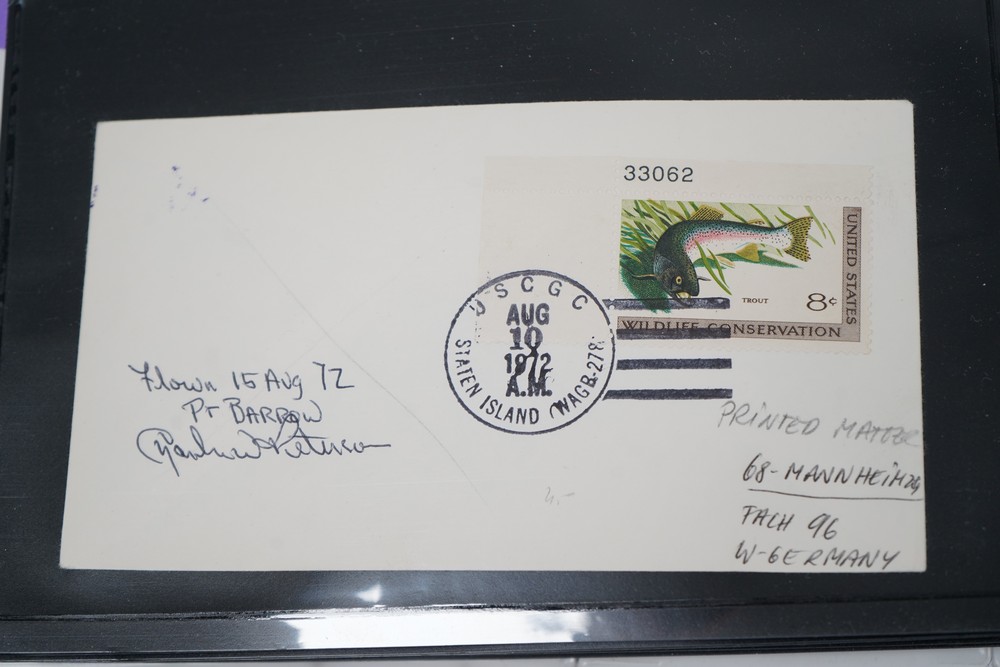 33062
UNITED STATES
TROUT
8¢
WILDLIFE CONSERVATION
USCGC
AUG
10
1972
A.M.
STATEN ISLAND (WAGB-278)
Flown 15 Aug 72
Pt BARROW
PRINTED MATTER
68-MANNHEIM 24
FACH 96
W-GERMANY